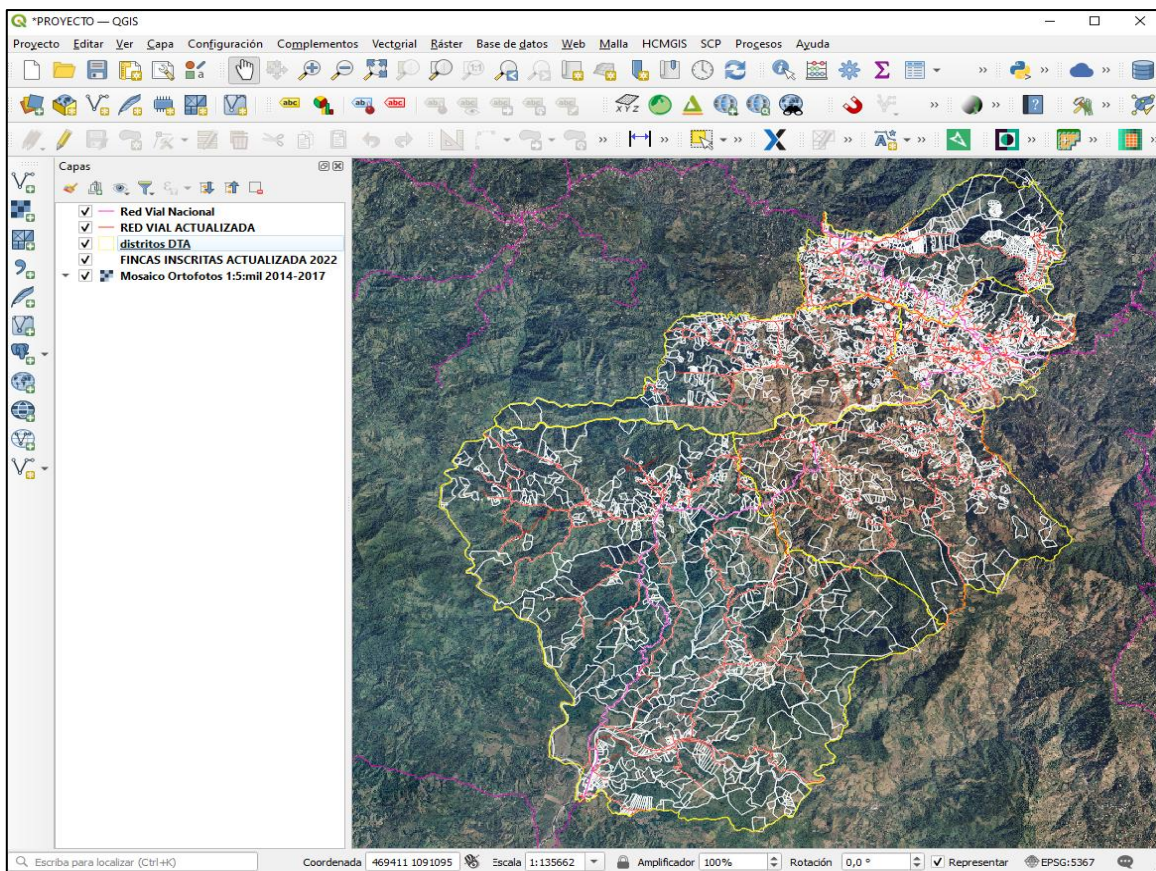 *PROYECTO — QGIS
Proyecto Editar Ver Capa Configuración Complementos Vectorial Ráster Base de datos Web Malla HCMGIS SCP Procesos Ayuda
abc abc abc
X Y Z
Capas
Red Vial Nacional
RED VIAL ACTUALIZADA
distritos DTA
FINCAS INSCRITAS ACTUALIZADA 2022
Mosaico Ortofotos 1:5:mil 2014-2017
Escriba para localizar (Ctrl+K) Coordenada 469411 1091095 Escala 1:135662 Amplificador 100% Rotación 0,0 ° Representar EPSG:5367